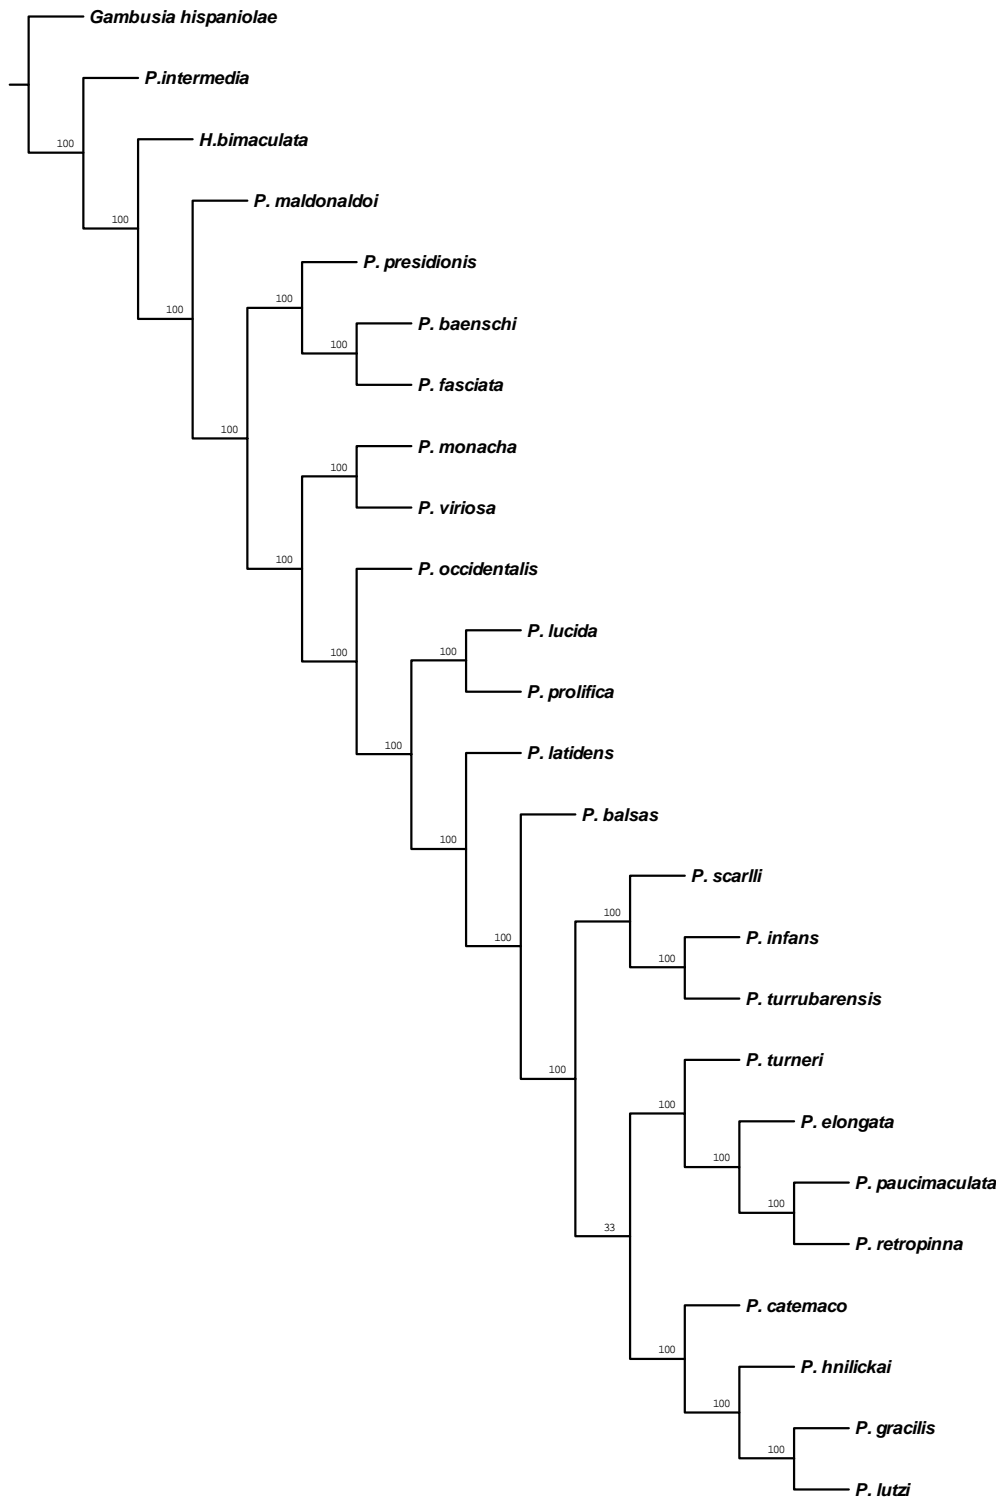 Gambusia hispaniolae
P.intermedia
100
H.bimaculata
100
P. maldonaldoi
P. presidionis
100
100
P. baenschi
100
P. fasciata
100
P. monacha
100
P. viriosa
100
P. occidentalis
P. lucida
100
100
P. prolifica
100
P. latidens
P. balsas
100
P. scarlli
100
P. infans
100
100
P. turrubarensis
P. turneri
100
100
P. elongata
100
P. paucimaculata
100
33
P. retropinna
P. catemaco
100
P. hnilickai
100
P. gracilis
100
P. lutzi